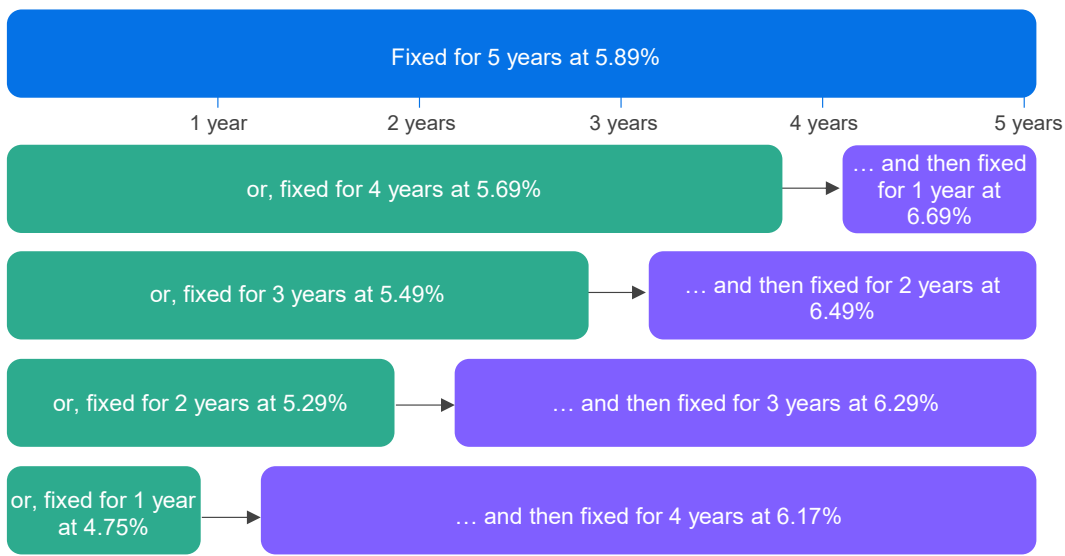 Fixed for 5 years at 5.89%
1 year
2 years
3 years
4 years
5 years
or, fixed for 4 years at 5.69%
… and then fixed
for 1 year at
6.69%
or, fixed for 3 years at 5.49%
… and then fixed for 2 years at
6.49%
or, fixed for 2 years at 5.29%
… and then fixed for 3 years at 6.29%
or, fixed for 1 year
at 4.75%
… and then fixed for 4 years at 6.17%